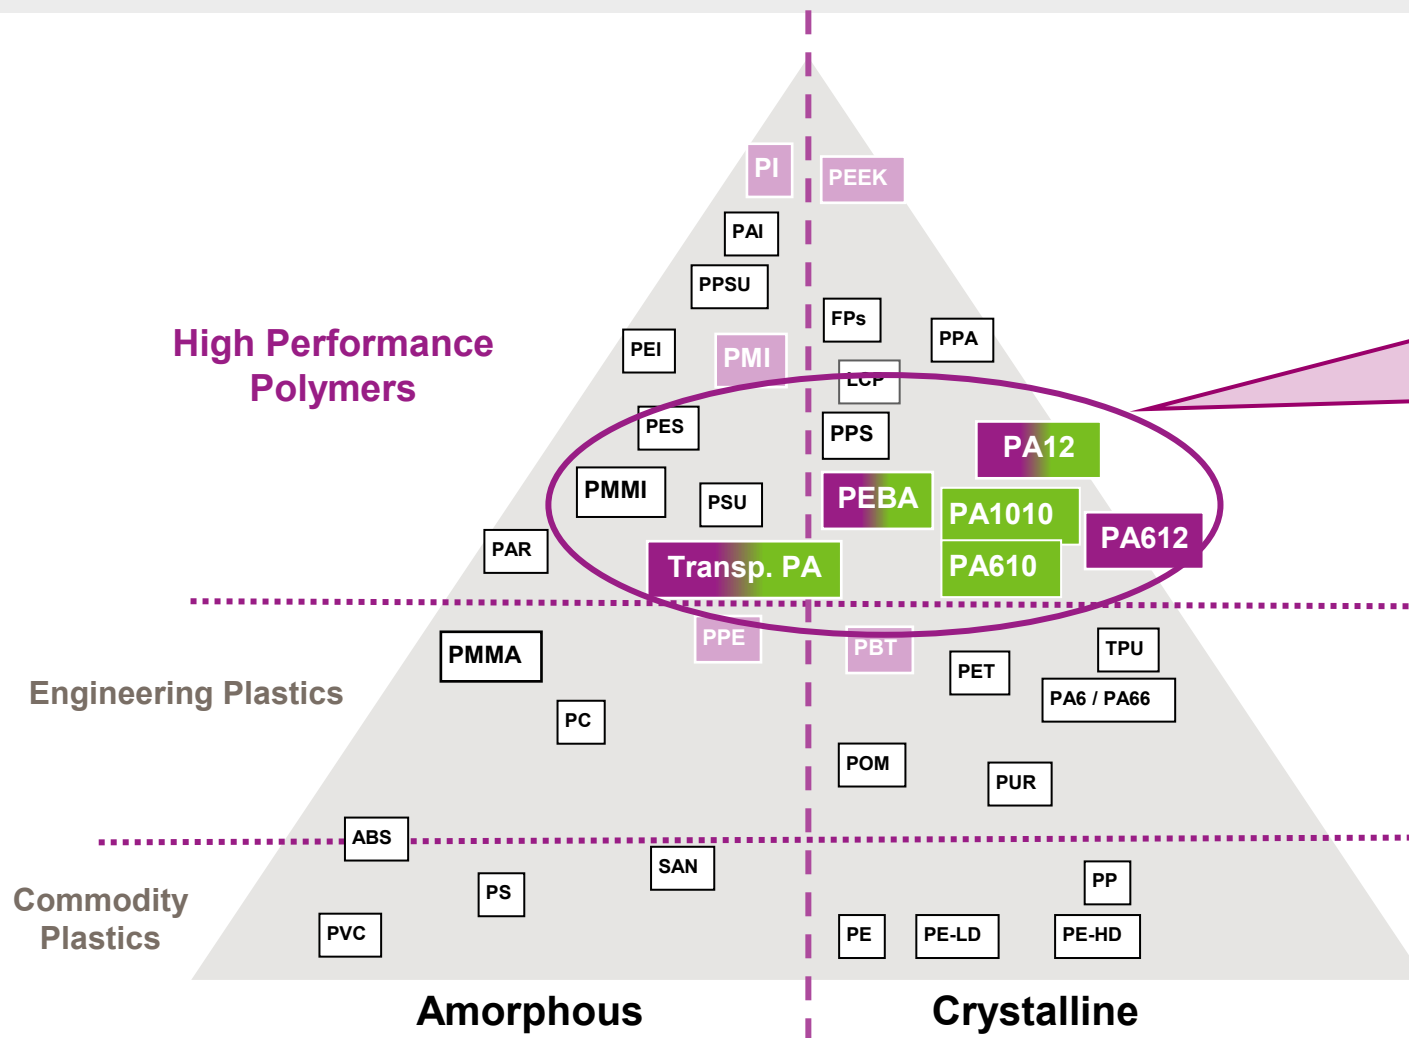 PI
PEEK
PAI
PPSU
FPs
PPA
High Performance
Polymers
PEI
PMI
LCP
PES
PPS
PA12
PMMI
PSU
PEBA
PA1010
PA612
PAR
Transp. PA
PA610
PPE
PBT
TPU
PMMA
PET
Engineering Plastics
PA6 / PA66
PC
POM
PUR
ABS
SAN
PP
PS
Commodity
Plastics
PVC
PE
PE-LD
PE-HD
Amorphous
Crystalline